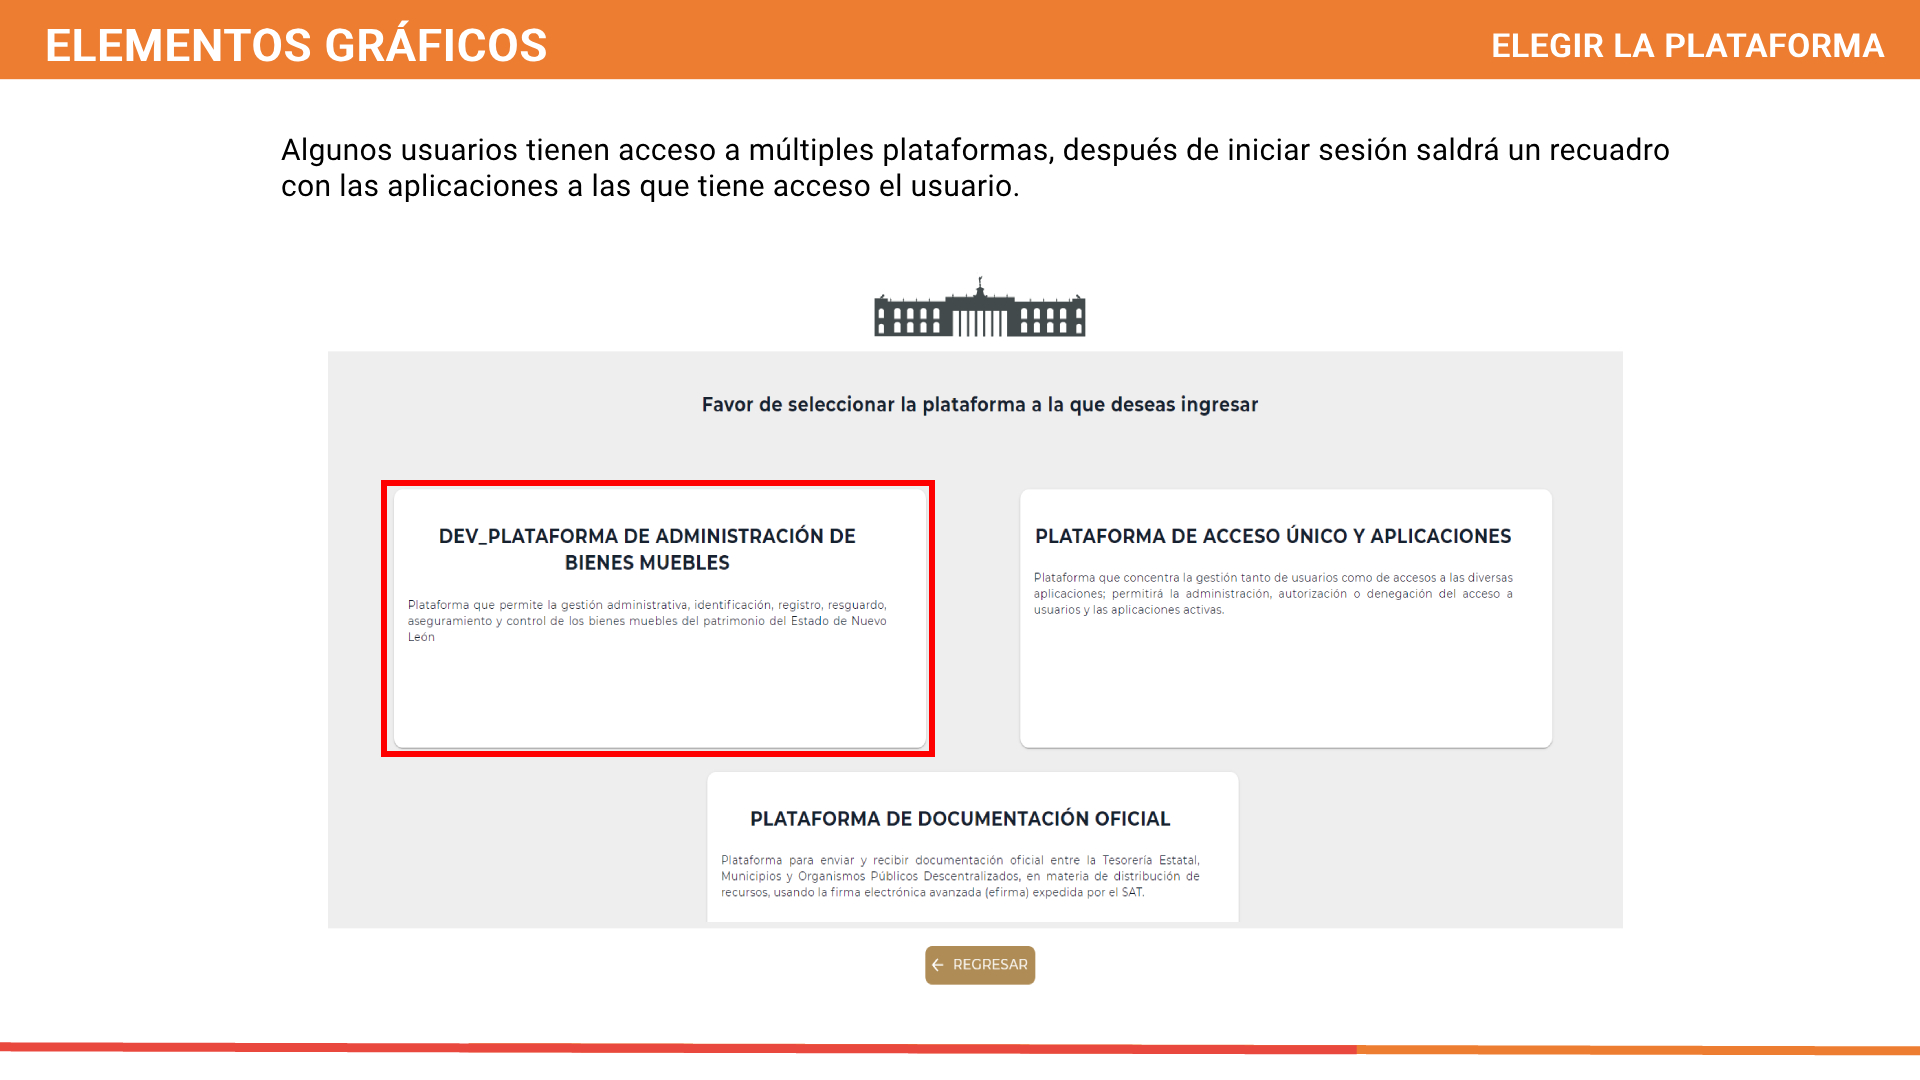 ELEMENTOS GRÁFICOS
ELEGIR LA PLATAFORMA
Algunos usuarios tienen acceso a múltiples plataformas, después de iniciar sesión saldrá un recuadro
con las aplicaciones a las que tiene acceso el usuario.
Favor de seleccionar la plataforma a la que deseas ingresar
DEV_PLATAFORMA DE ADMINISTRACIÓN DE
BIENES MUEBLES
Plataforma que permite la gestión administrativa, identificación, registro, resguardo,
aseguramiento y control de los bienes muebles del patrimonio del Estado de Nuevo
León
PLATAFORMA DE ACCESO ÚNICO Y APLICACIONES
Plataforma que concentra la gestión tanto de usuarios como de accesos a las diversas
aplicaciones; permitirá la administración, autorización o denegación del acceso a
usuarios y las aplicaciones activas.
PLATAFORMA DE DOCUMENTACIÓN OFICIAL
Plataforma para enviar y recibir documentación oficial entre la Tesorería Estatal,
Municipios y Organismos Públicos Descentralizados, en materia de distribución de
recursos, usando la firma electrónica avanzada (efirma) expedida por el SAT.
← REGRESAR